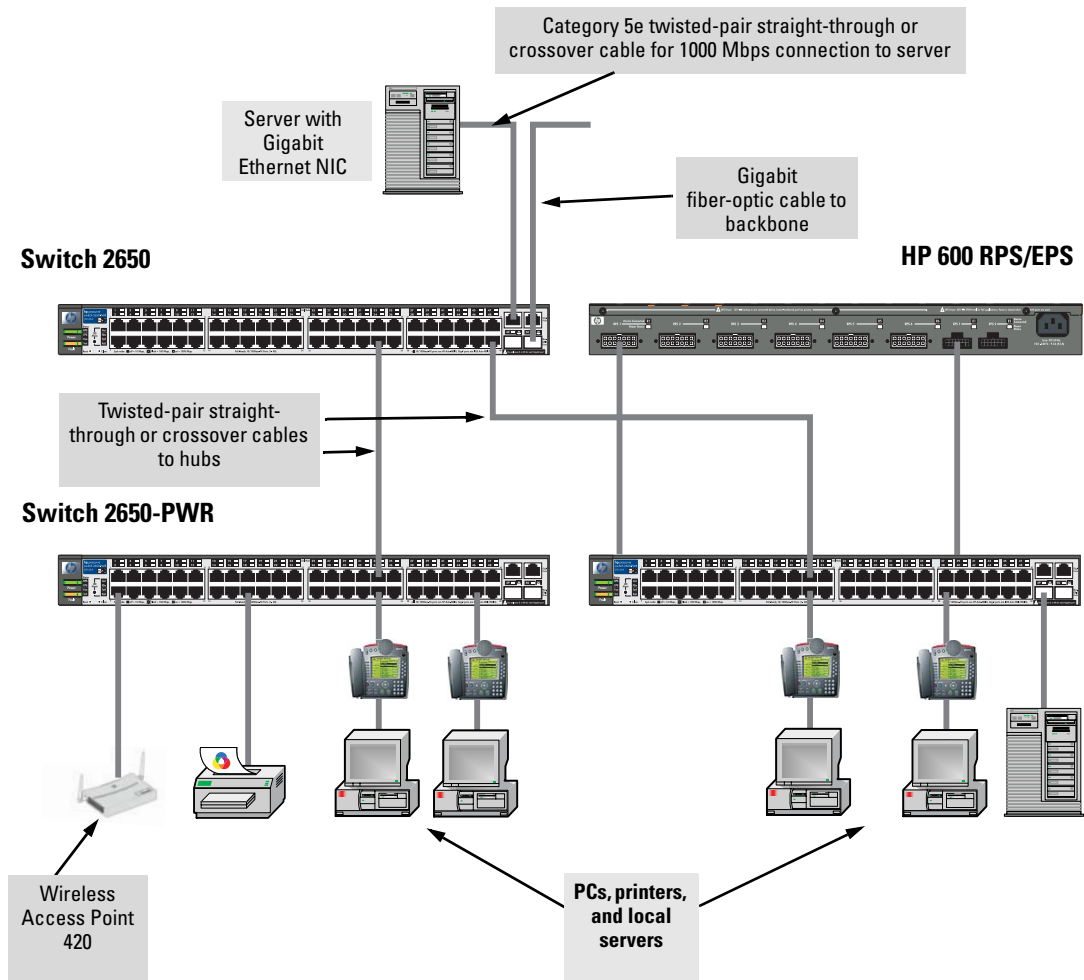 Category 5e twisted-pair straight-through or
crossover cable for 1000 Mbps connection to server
Server with
Gigabit
Ethernet NIC
Gigabit
fiber-optic cable to
backbone
Switch 2650
HP 600 RPS/EPS
Twisted-pair straight-
through or crossover cables
to hubs
Switch 2650-PWR
Wireless
Access Point
420
PCs, printers,
and local
servers